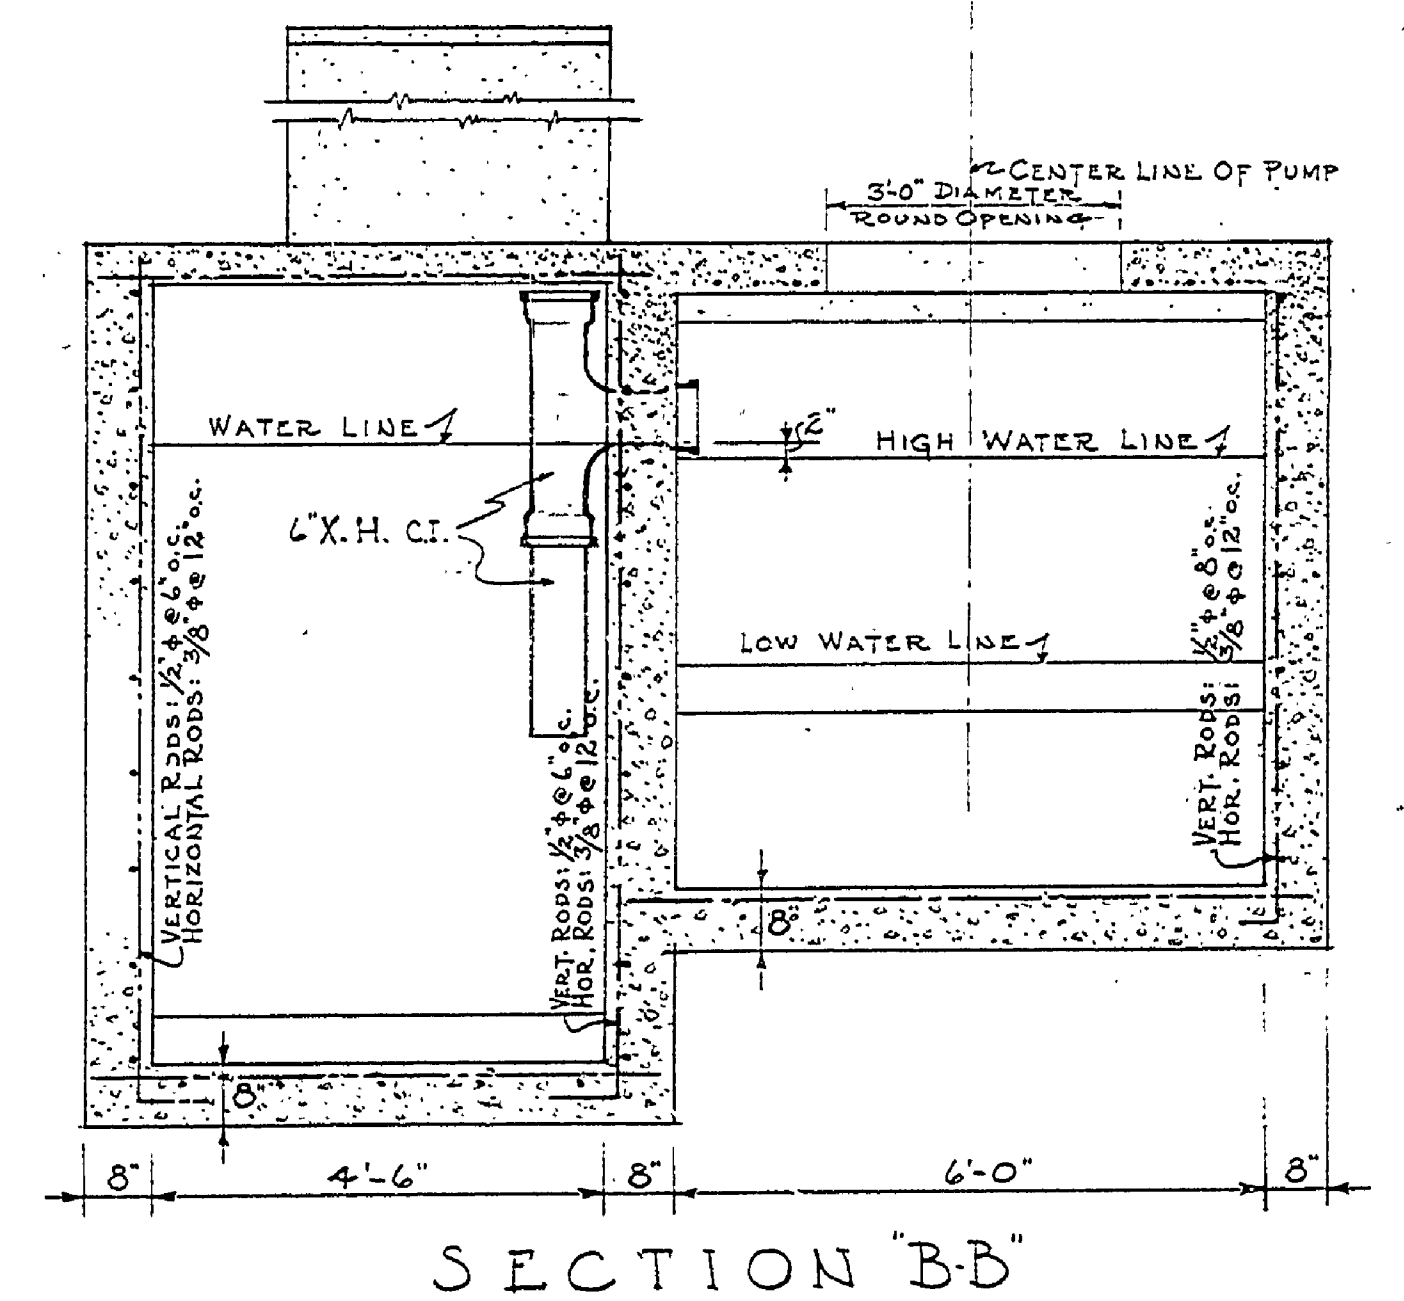 CENTER LINE OF PUMP
3'-0" DIAMETER
ROUND OPENING
WATER LINE
2"
HIGH WATER LINE
6" X.H. C.I.
LOW WATER LINE
VERTICAL RODS: 1/2" ϕ @ 6" o.c.
HORIZONTAL RODS: 3/8" ϕ @ 12" o.c.
VERT. RODS: 1/2" ϕ @ 6" o.c.
HOR. RODS: 3/8" ϕ @ 12" o.c.
VERT. RODS: 1/2" ϕ @ 8" o.c.
HOR. RODS: 3/8" ϕ @ 12" o.c.
8"
8"
8" 4'-6" 8" 6'-0" 8"
SECTION "B-B"